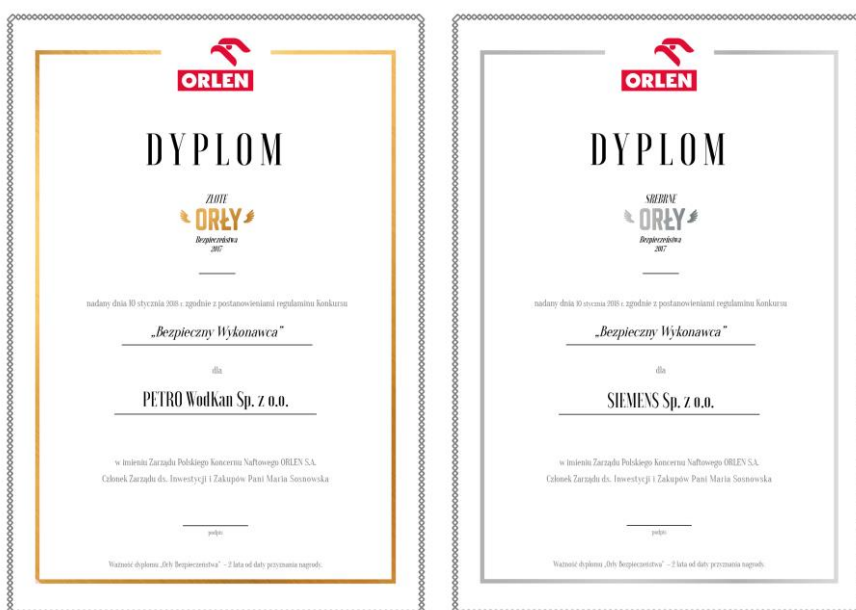 ORLEN
DYPLOM
ZŁOTE
ORŁY
Bezpieczeństwa
2017
nadany dnia 10 stycznia 2018 r. zgodnie z postanowieniami regulaminu Konkursu
„Bezpieczny Wykonawca”
dla
PETRO WodKan Sp. z o.o.
w imieniu Zarządu Polskiego Koncernu Naftowego ORLEN S.A.
Członek Zarządu ds. Inwestycji i Zakupów Pani Maria Sosnowska
podpis
Ważność dyplomu „Orły Bezpieczeństwa” - 2 lata od daty przyznania nagrody.
ORLEN
DYPLOM
SREBRNE
ORŁY
Bezpieczeństwa
2017
nadany dnia 10 stycznia 2018 r. zgodnie z postanowieniami regulaminu Konkursu
„Bezpieczny Wykonawca”
dla
SIEMENS Sp. z o.o.
w imieniu Zarządu Polskiego Koncernu Naftowego ORLEN S.A.
Członek Zarządu ds. Inwestycji i Zakupów Pani Maria Sosnowska
podpis
Ważność dyplomu „Orły Bezpieczeństwa” - 2 lata od daty przyznania nagrody.